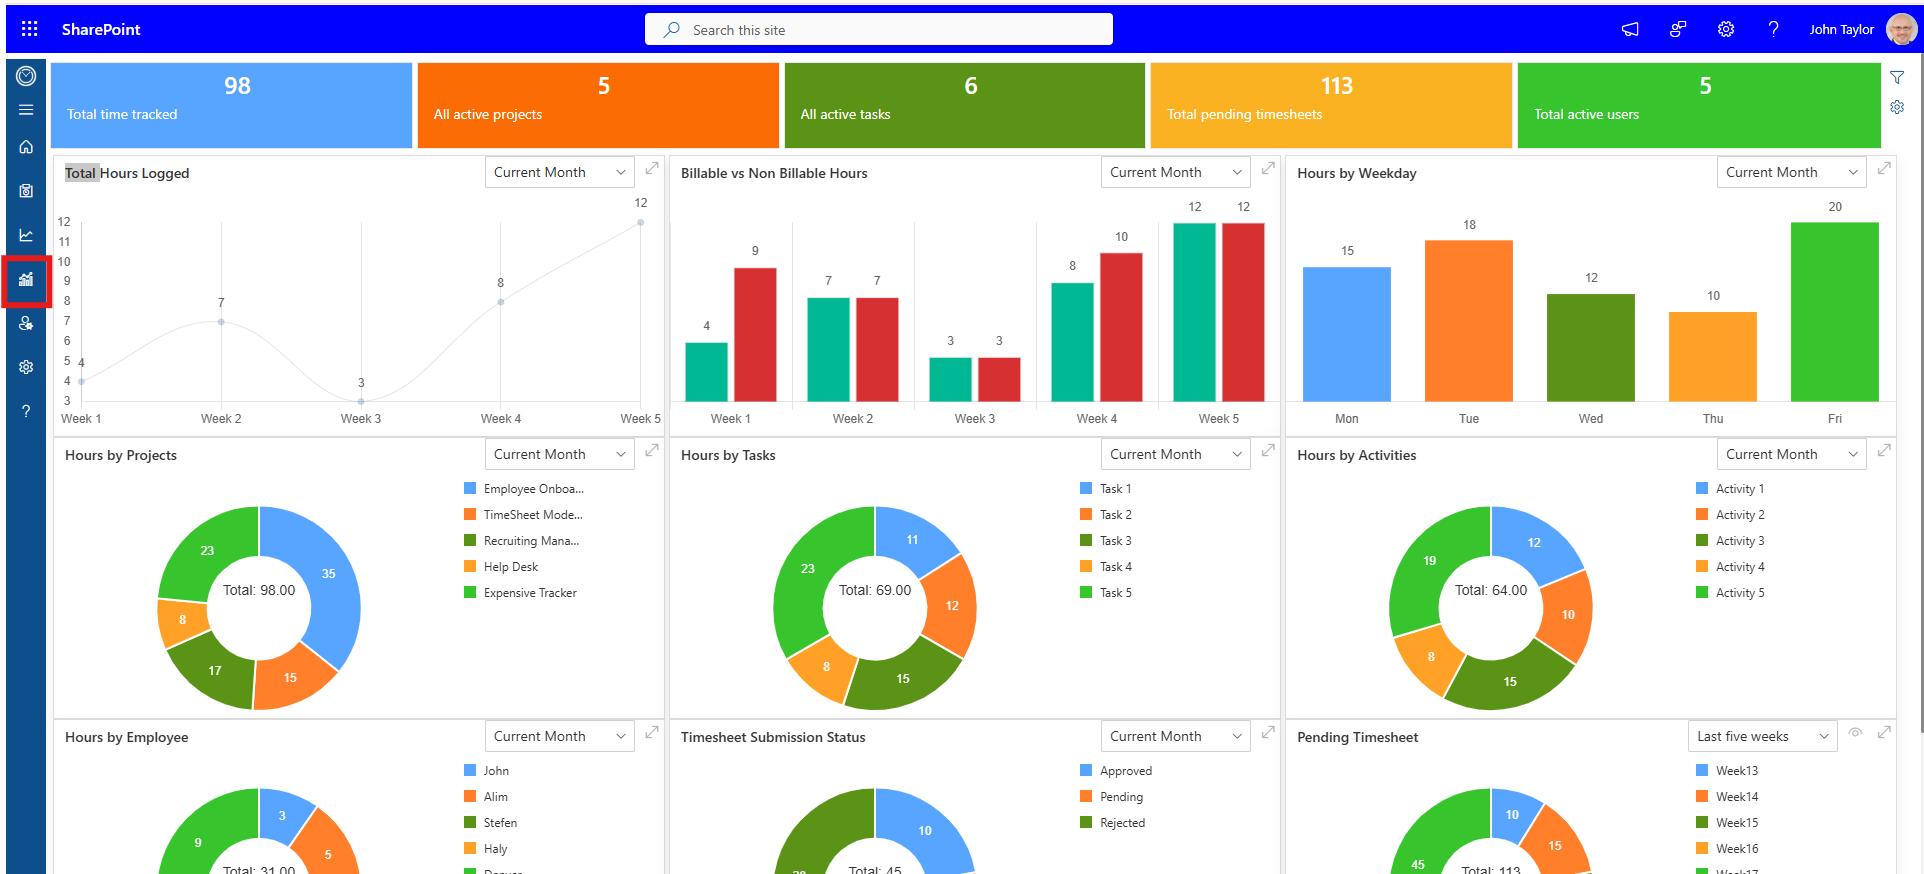 SharePoint
Search this site
John Taylor
98
Total time tracked
5
All active projects
6
All active tasks
113
Total pending timesheets
5
Total active users
Total Hours Logged
Current Month
12
11
10
9
8
7
6
5
4
3
4
7
3
8
12
Week 1
Week 2
Week 3
Week 4
Week 5
Billable vs Non Billable Hours
Current Month
4
9
7
7
3
3
8
10
12
12
Week 1
Week 2
Week 3
Week 4
Week 5
Hours by Weekday
Current Month
15
18
12
10
20
Mon
Tue
Wed
Thu
Fri
Hours by Projects
Current Month
35
15
17
8
23
Total: 98.00
Employee Onboa...
TimeSheet Mode...
Recruiting Mana...
Help Desk
Expensive Tracker
Hours by Tasks
Current Month
11
12
15
8
23
Total: 69.00
Task 1
Task 2
Task 3
Task 4
Task 5
Hours by Activities
Current Month
12
10
15
8
19
Total: 64.00
Activity 1
Activity 2
Activity 3
Activity 4
Activity 5
Hours by Employee
Current Month
3
5
9
Total: 31.00
John
Alim
Stefen
Haly
Timesheet Submission Status
Current Month
10
Total: 45
Approved
Pending
Rejected
Pending Timesheet
Last five weeks
10
15
45
Total: 113
Week13
Week14
Week15
Week16